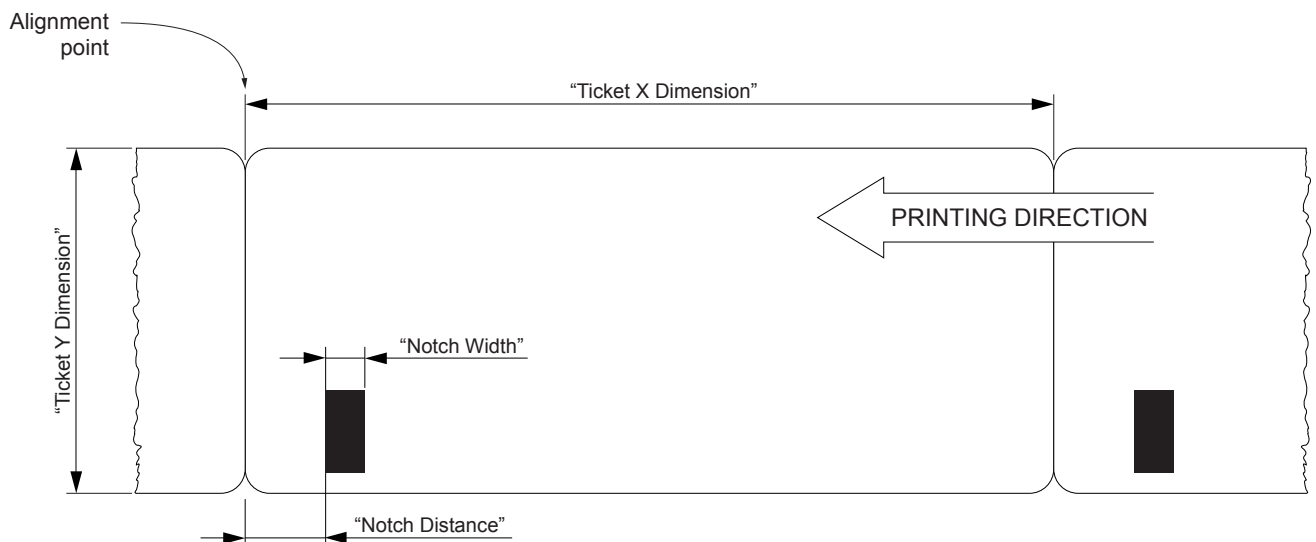 Alignment
point
“Ticket X Dimension”
PRINTING DIRECTION
“Ticket Y Dimension”
“Notch Width”
“Notch Distance”